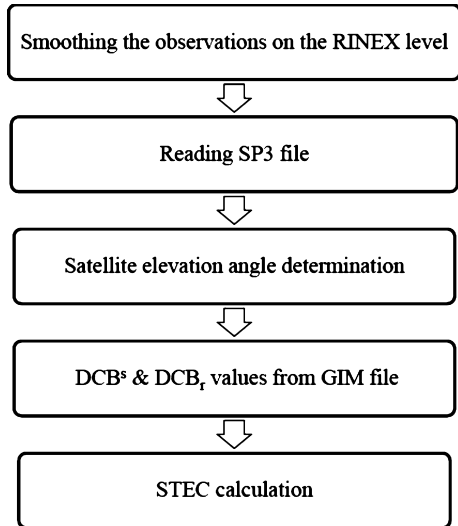 Smoothing the observations on the RINEX level
Reading SP3 file
Satellite elevation angle determination
DCBˢ & DCBᵣ values from GIM file
STEC calculation